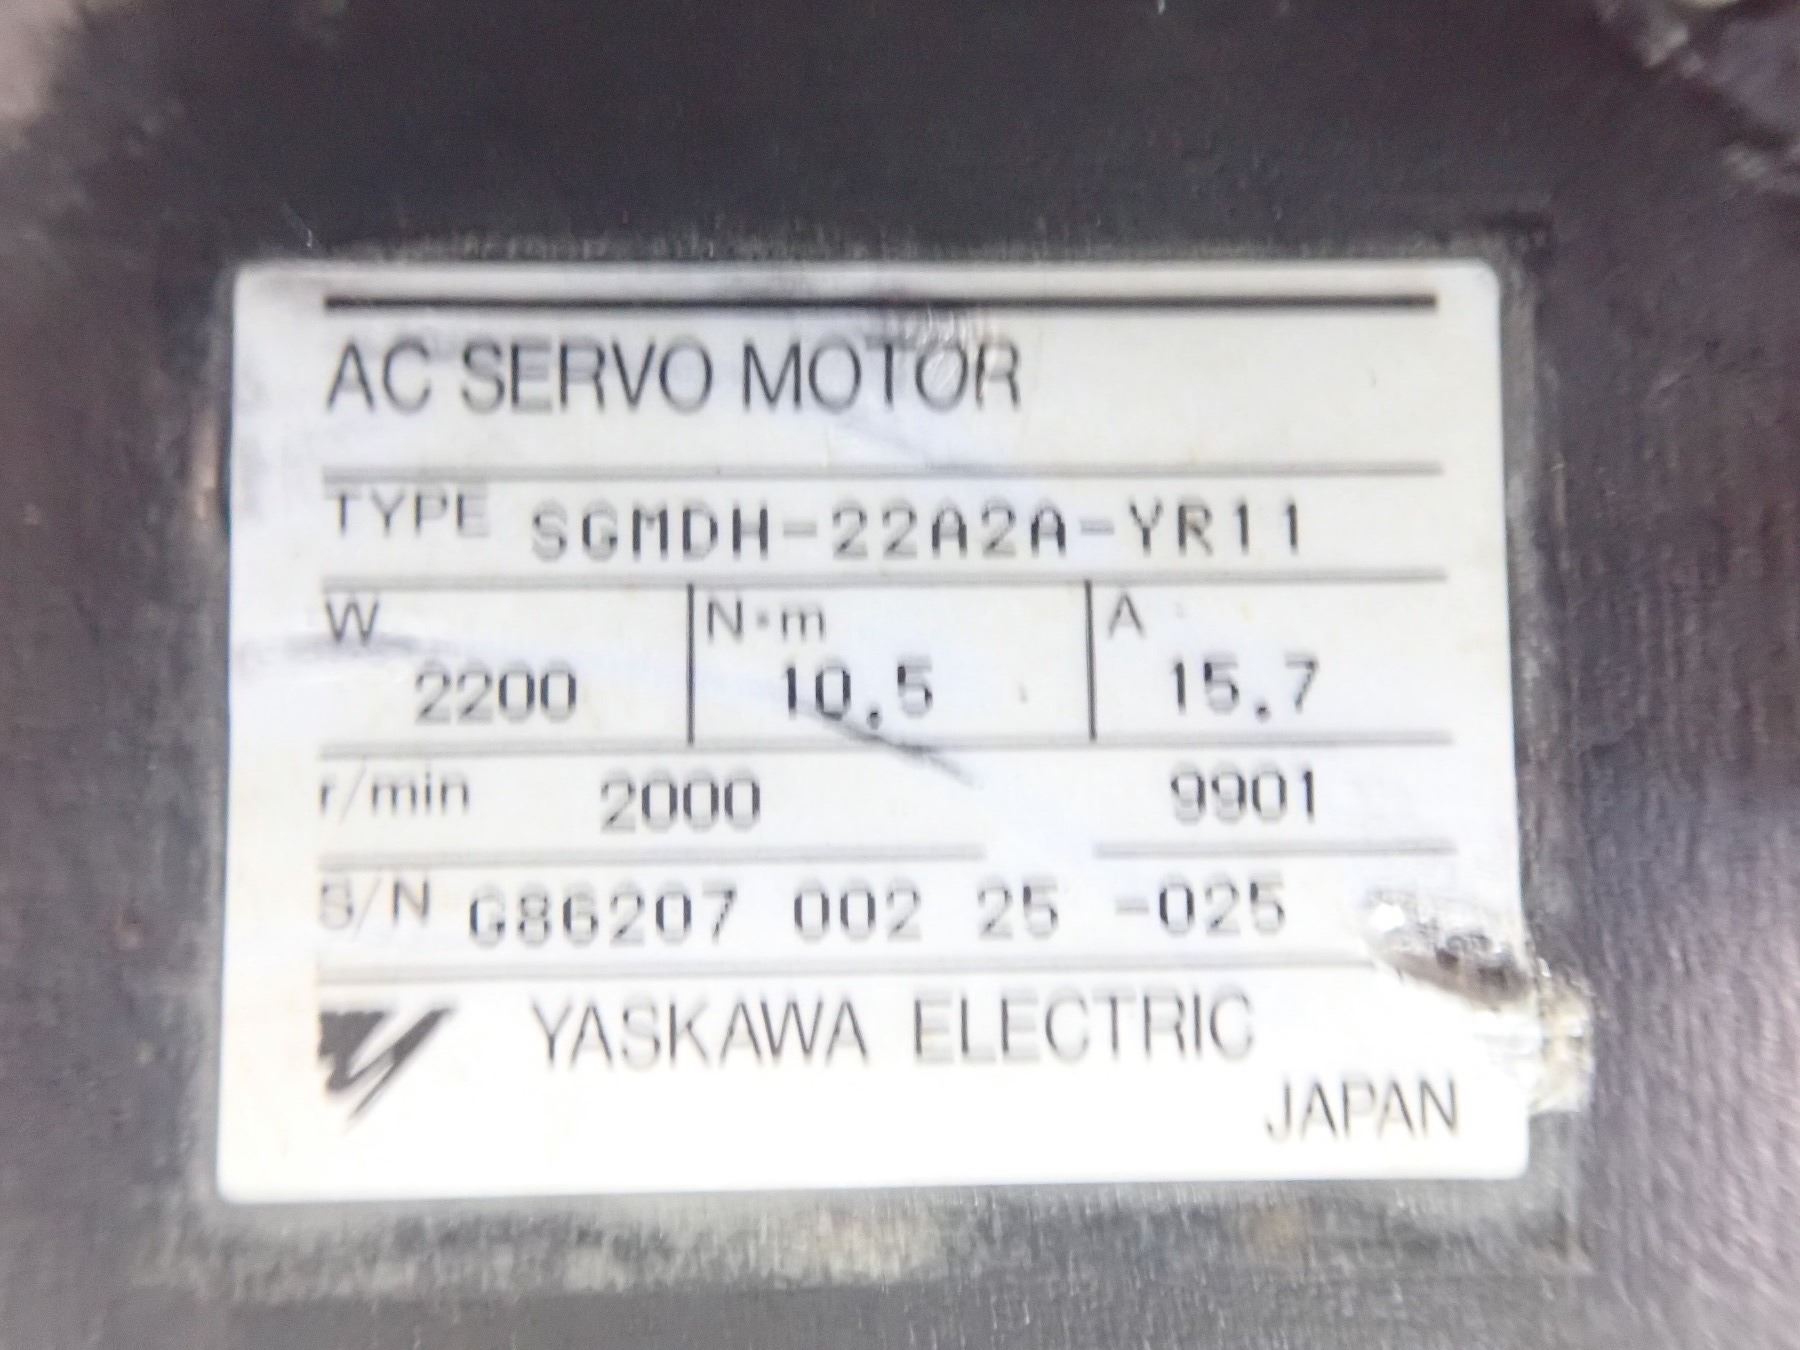 AC SERVO MOTOR
TYPE SGMDH-22A2A-YR11
W N·m A
2200 10.5 15.7
r/min 2000 9901
S/N G86207 002 25 -025
YASKAWA ELECTRIC
JAPAN